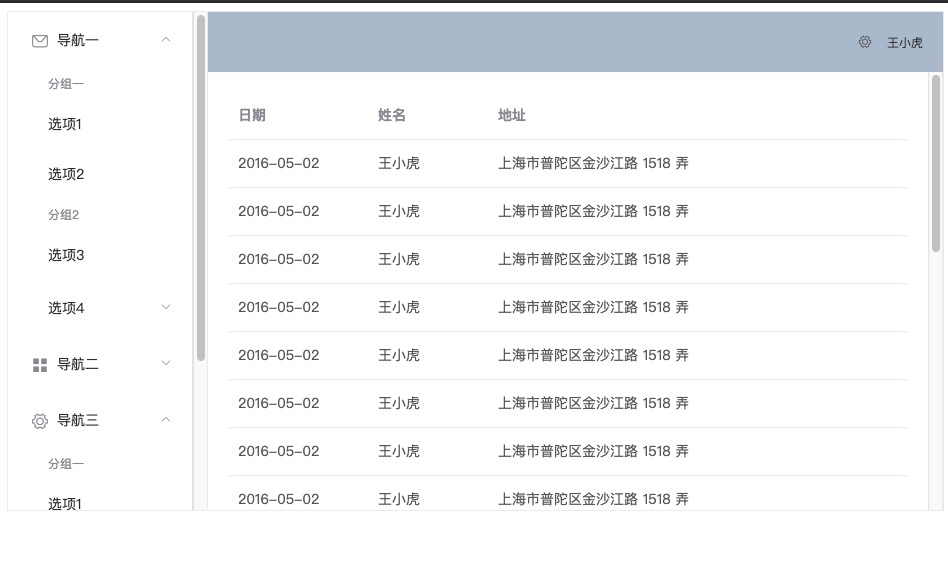 导航一
分组一
选项1
选项2
分组2
选项3
选项4
导航二
导航三
分组一
选项1
王小虎
日期 姓名 地址
2016-05-02 王小虎 上海市普陀区金沙江路 1518 弄
2016-05-02 王小虎 上海市普陀区金沙江路 1518 弄
2016-05-02 王小虎 上海市普陀区金沙江路 1518 弄
2016-05-02 王小虎 上海市普陀区金沙江路 1518 弄
2016-05-02 王小虎 上海市普陀区金沙江路 1518 弄
2016-05-02 王小虎 上海市普陀区金沙江路 1518 弄
2016-05-02 王小虎 上海市普陀区金沙江路 1518 弄
2016-05-02 王小虎 上海市普陀区金沙江路 1518 弄